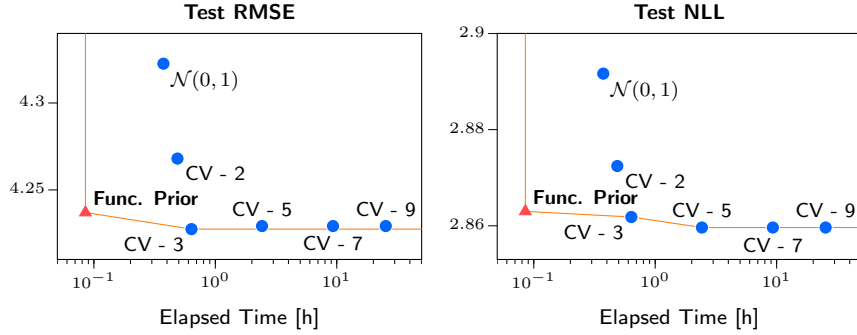 Test RMSE
4.3
4.25
𝒩(0, 1)
CV - 2
Func. Prior
CV - 3
CV - 5
CV - 7
CV - 9
10⁻¹
10⁰
10¹
Elapsed Time [h]
Test NLL
2.9
2.88
2.86
𝒩(0, 1)
CV - 2
Func. Prior
CV - 3
CV - 5
CV - 7
CV - 9
10⁻¹
10⁰
10¹
Elapsed Time [h]